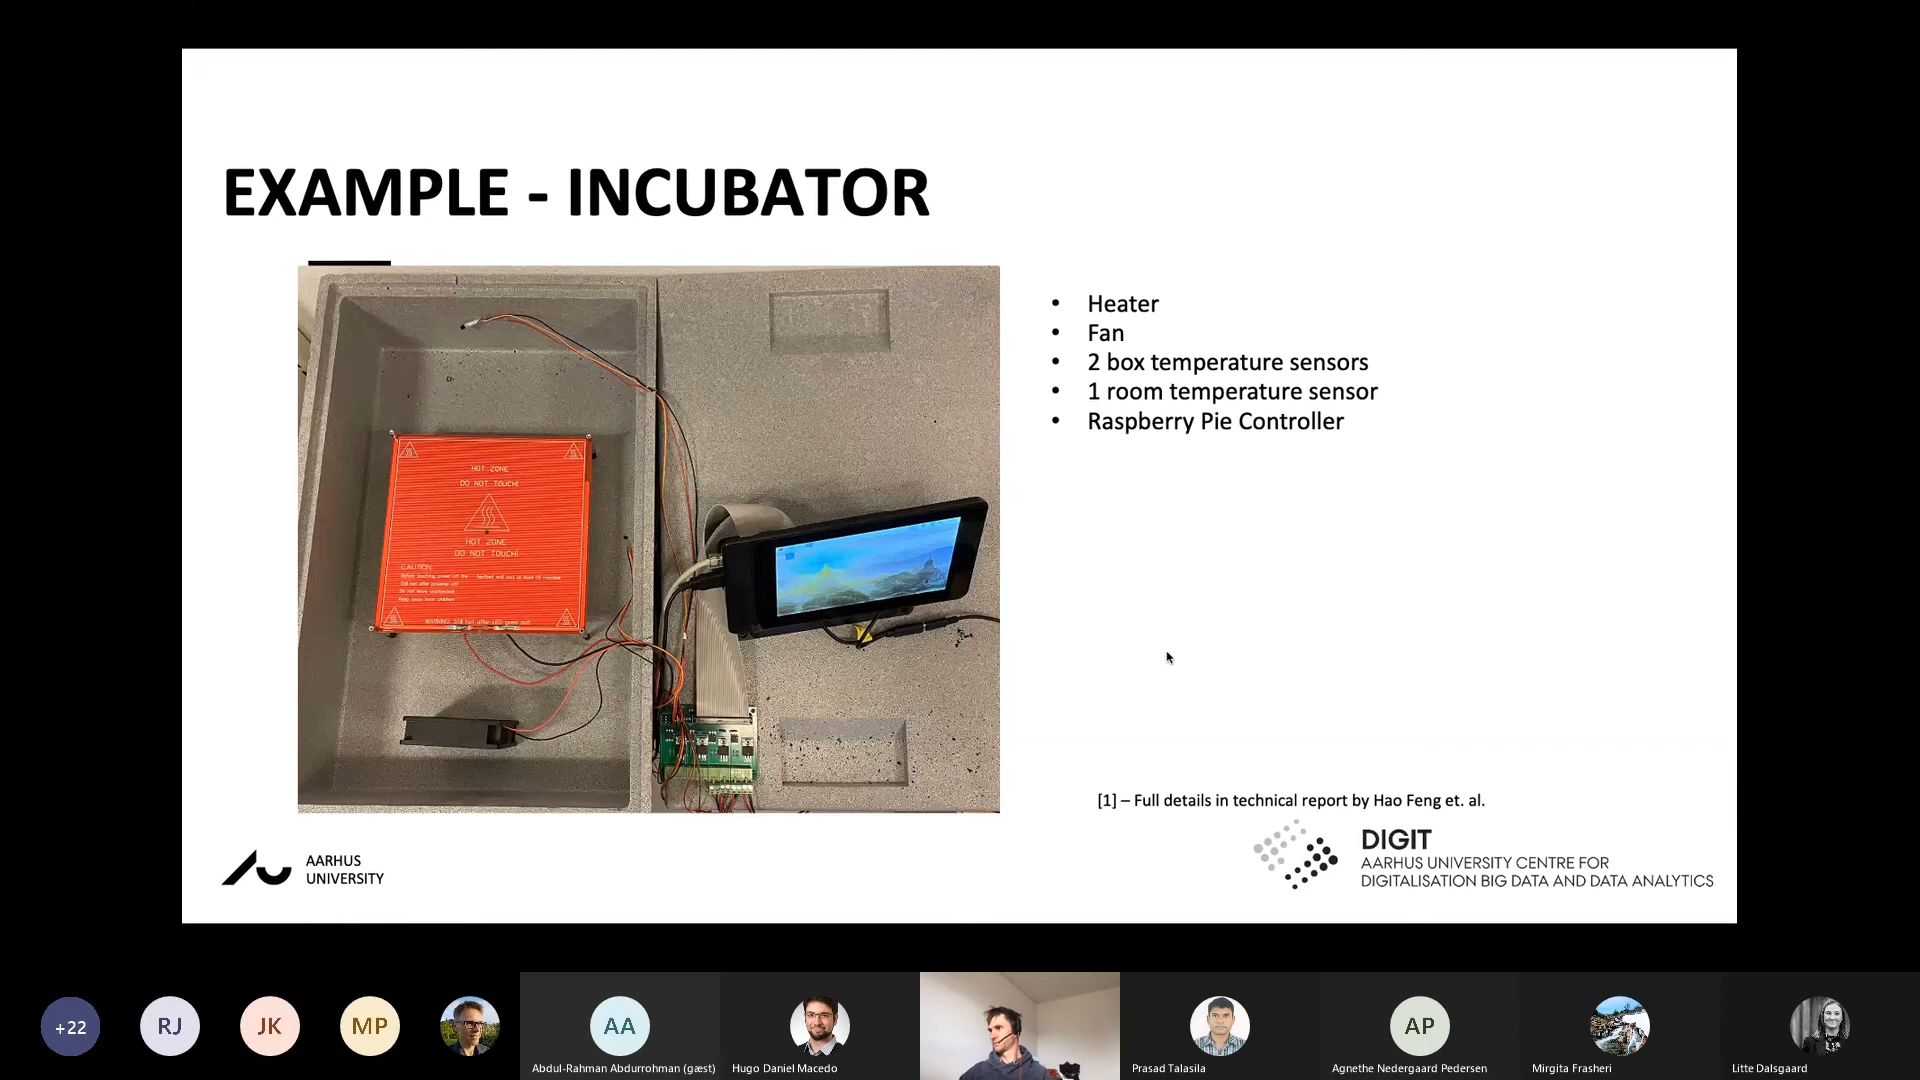 EXAMPLE - INCUBATOR
• Heater
• Fan
• 2 box temperature sensors
• 1 room temperature sensor
• Raspberry Pie Controller
HOT ZONE
DO NOT TOUCH!
HOT ZONE
DO NOT TOUCH!
CAUTION:
[1] – Full details in technical report by Hao Feng et. al.
AARHUS
UNIVERSITY
DIGIT
AARHUS UNIVERSITY CENTRE FOR
DIGITALISATION BIG DATA AND DATA ANALYTICS
+22
RJ
JK
MP
AA
AP
Abdul-Rahman Abdurrohman (gæst)
Hugo Daniel Macedo
Prasad Talasila
Agnethe Nedergaard Pedersen
Mirgita Frasheri
Litte Dalsgaard